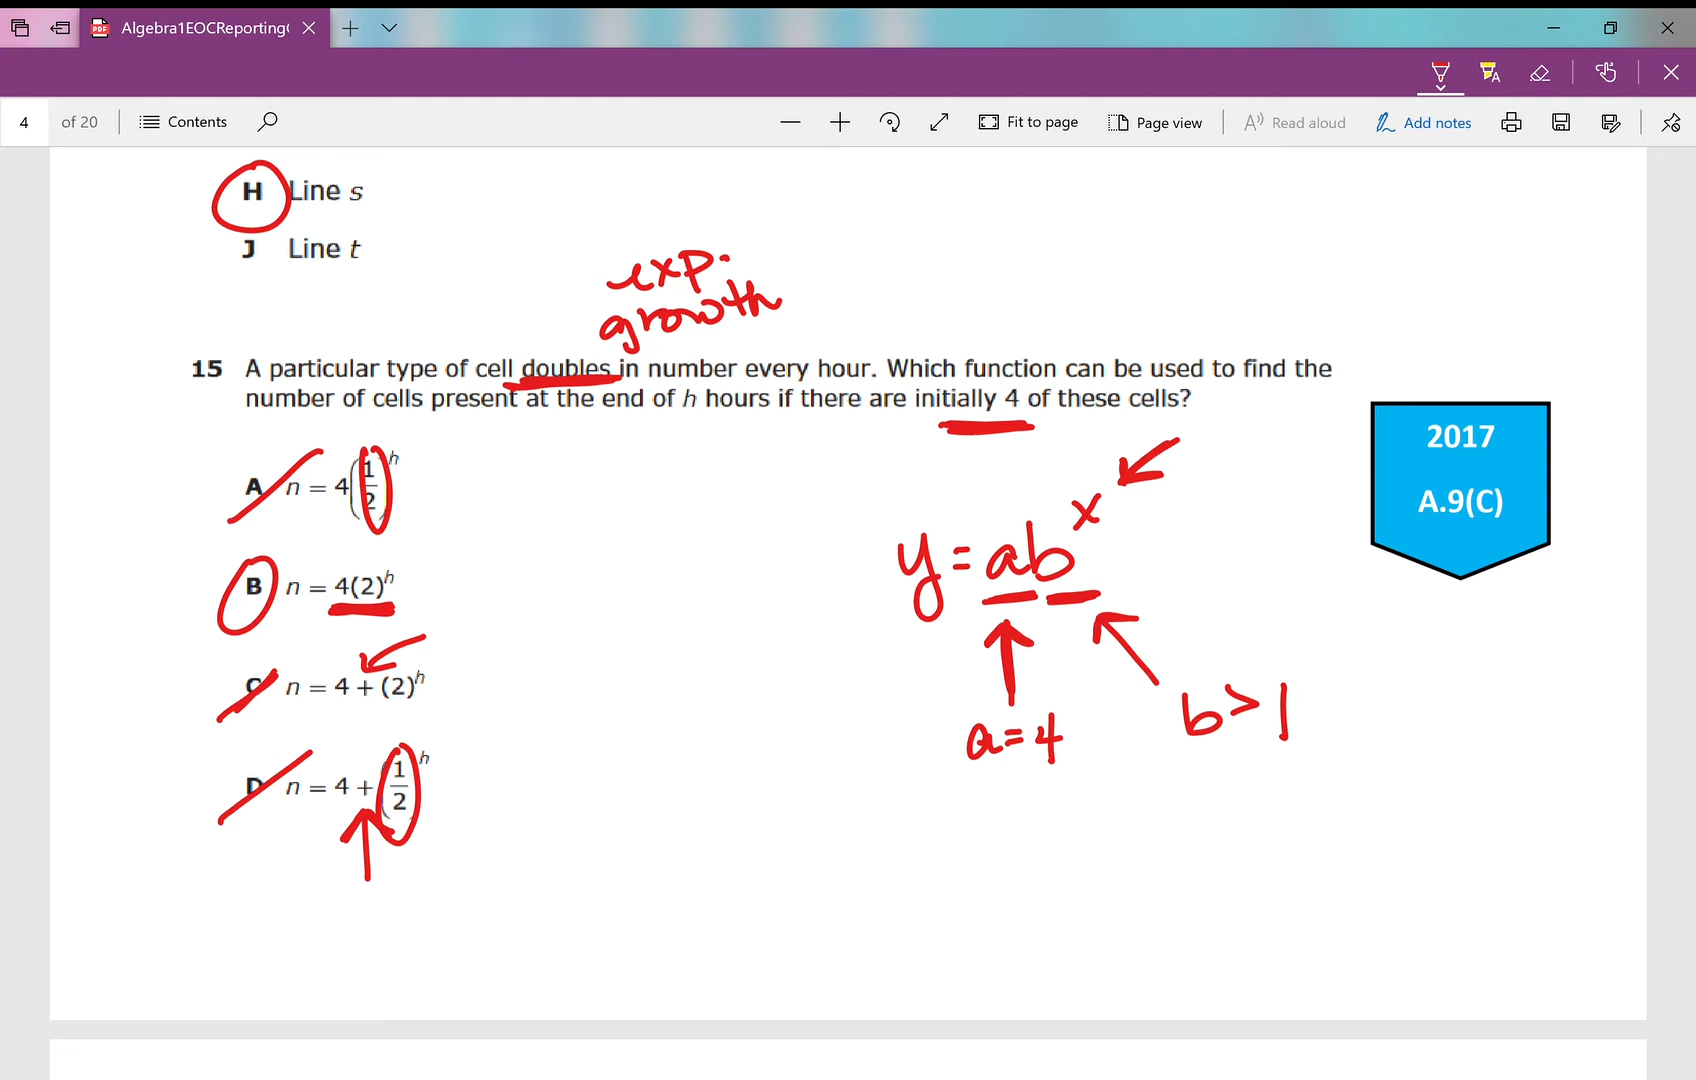 Algebra1EOCReporting(
4 of 20 Contents Fit to page Page view Read aloud Add notes
H Line s
J Line t
exp.
growth
15 A particular type of cell doubles in number every hour. Which function can be used to find the
number of cells present at the end of h hours if there are initially 4 of these cells?
2017
A.9(C)
A n = 4(1/2)^h
B n = 4(2)^h
C n = 4 + (2)^h
D n = 4 + (1/2)^h
y = ab^x
a = 4
b > 1